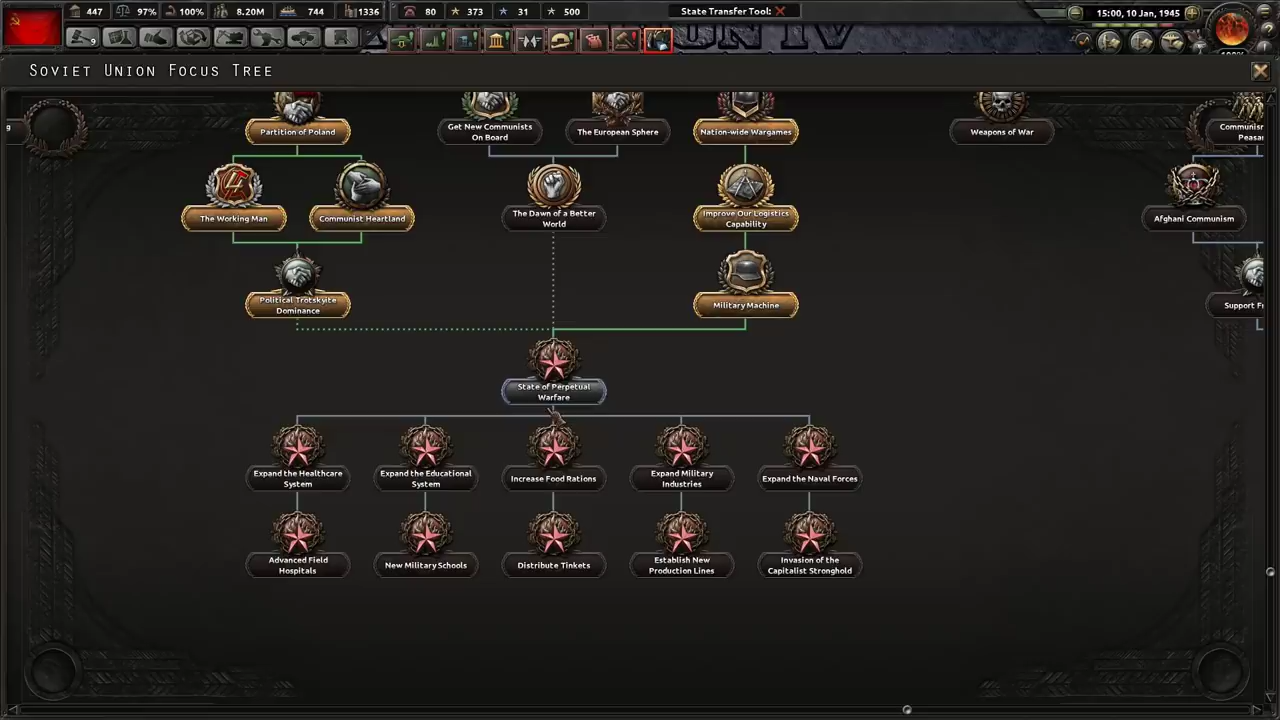 447 97% 100% 8.20M 744 1336 80 373 31 500 State Transfer Tool: 15:00, 10 Jan, 1945
9
Soviet Union Focus Tree
Partition of Poland
Get New Communists
On Board
The European Sphere
Nation-wide Wargames
Weapons of War
Communis
Peasa
g
The Working Man
Communist Heartland
The Dawn of a Better
World
Improve Our Logistics
Capability
Afghani Communism
Political Trotskyite
Dominance
Military Machine
Support F
State of Perpetual
Warfare
Expand the Healthcare
System
Expand the Educational
System
Increase Food Rations
Expand Military
Industries
Expand the Naval Forces
Advanced Field
Hospitals
New Military Schools
Distribute Tinkets
Establish New
Production Lines
Invasion of the
Capitalist Stronghold